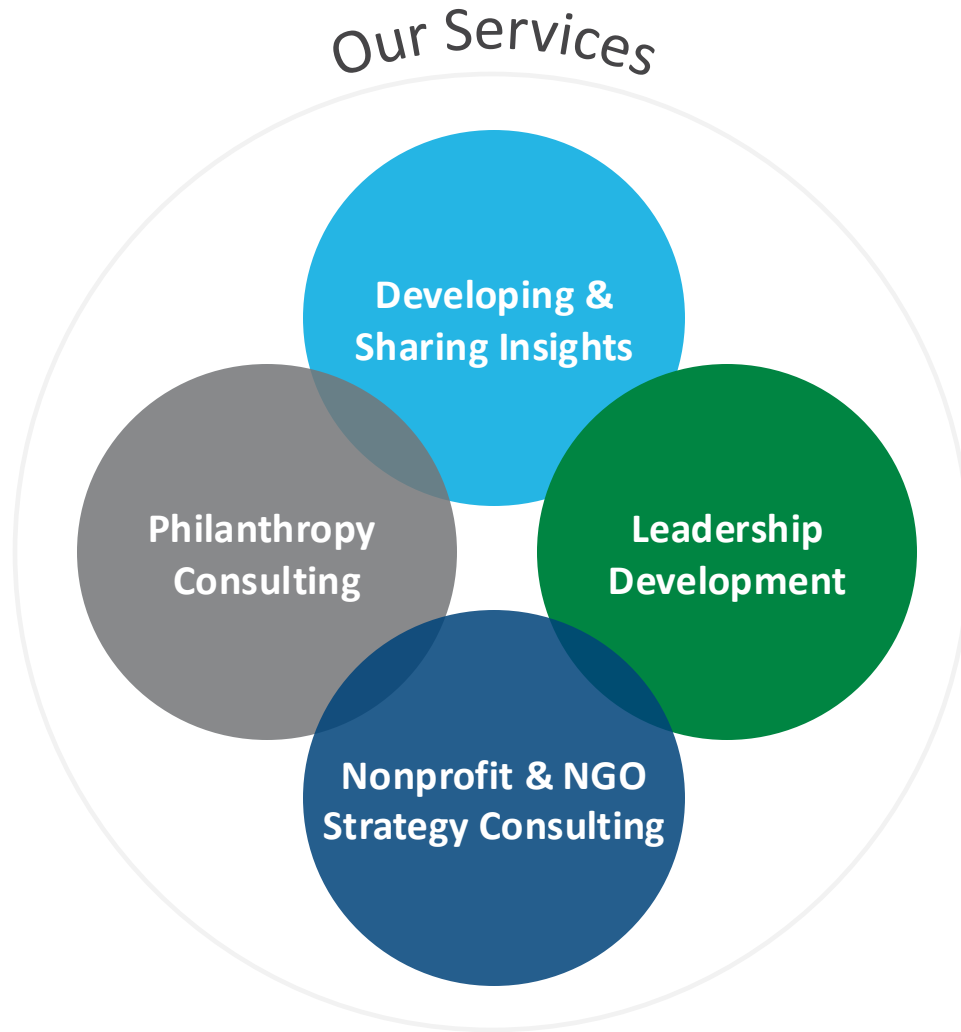 Our Services
Developing &
Sharing Insights
Philanthropy
Consulting
Leadership
Development
Nonprofit & NGO
Strategy Consulting